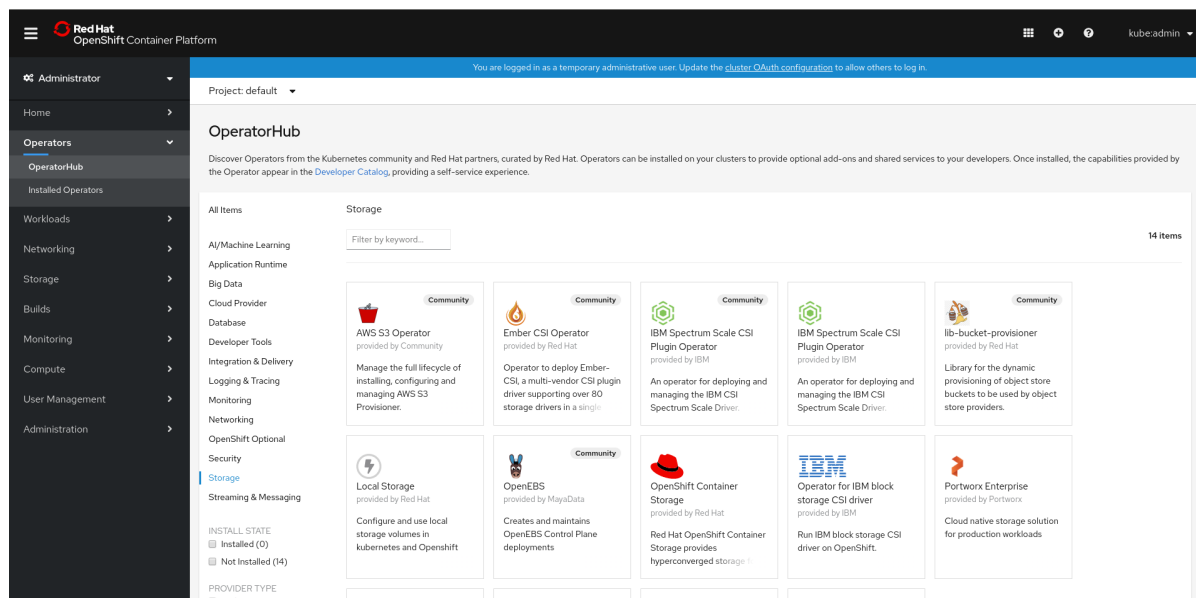 Red Hat
OpenShift Container Platform
kube:admin
Administrator
You are logged in as a temporary administrative user. Update the cluster OAuth configuration to allow others to log in.
Project: default
Home
Operators
OperatorHub
Installed Operators
Workloads
Networking
Storage
Builds
Monitoring
Compute
User Management
Administration
OperatorHub
Discover Operators from the Kubernetes community and Red Hat partners, curated by Red Hat. Operators can be installed on your clusters to provide optional add-ons and shared services to your developers. Once installed, the capabilities provided by
the Operator appear in the Developer Catalog, providing a self-service experience.
All Items
AI/Machine Learning
Application Runtime
Big Data
Cloud Provider
Database
Developer Tools
Integration & Delivery
Logging & Tracing
Monitoring
Networking
OpenShift Optional
Security
Storage
Streaming & Messaging
INSTALL STATE
Installed (0)
Not Installed (14)
PROVIDER TYPE
Storage
Filter by keyword...
14 items
Community
AWS S3 Operator
provided by Community
Manage the full lifecycle of
installing, configuring and
managing AWS S3
Provisioner.
Community
Ember CSI Operator
provided by Red Hat
Operator to deploy Ember-
CSI, a multi-vendor CSI plugin
driver supporting over 80
storage drivers in a single
Community
IBM Spectrum Scale CSI
Plugin Operator
provided by IBM
An operator for deploying and
managing the IBM CSI
Spectrum Scale Driver.
IBM Spectrum Scale CSI
Plugin Operator
provided by IBM
An operator for deploying and
managing the IBM CSI
Spectrum Scale Driver.
Community
lib-bucket-provisioner
provided by Red Hat
Library for the dynamic
provisioning of object store
buckets to be used by object
store providers.
Local Storage
provided by Red Hat
Configure and use local
storage volumes in
kubernetes and Openshift
Community
OpenEBS
provided by MayaData
Creates and maintains
OpenEBS Control Plane
deployments
OpenShift Container
Storage
provided by Red Hat
Red Hat OpenShift Container
Storage provides
hyperconverged storage
IBM
Operator for IBM block
storage CSI driver
provided by IBM
Run IBM block storage CSI
driver on OpenShift.
Portworx Enterprise
provided by Portworx
Cloud native storage solution
for production workloads